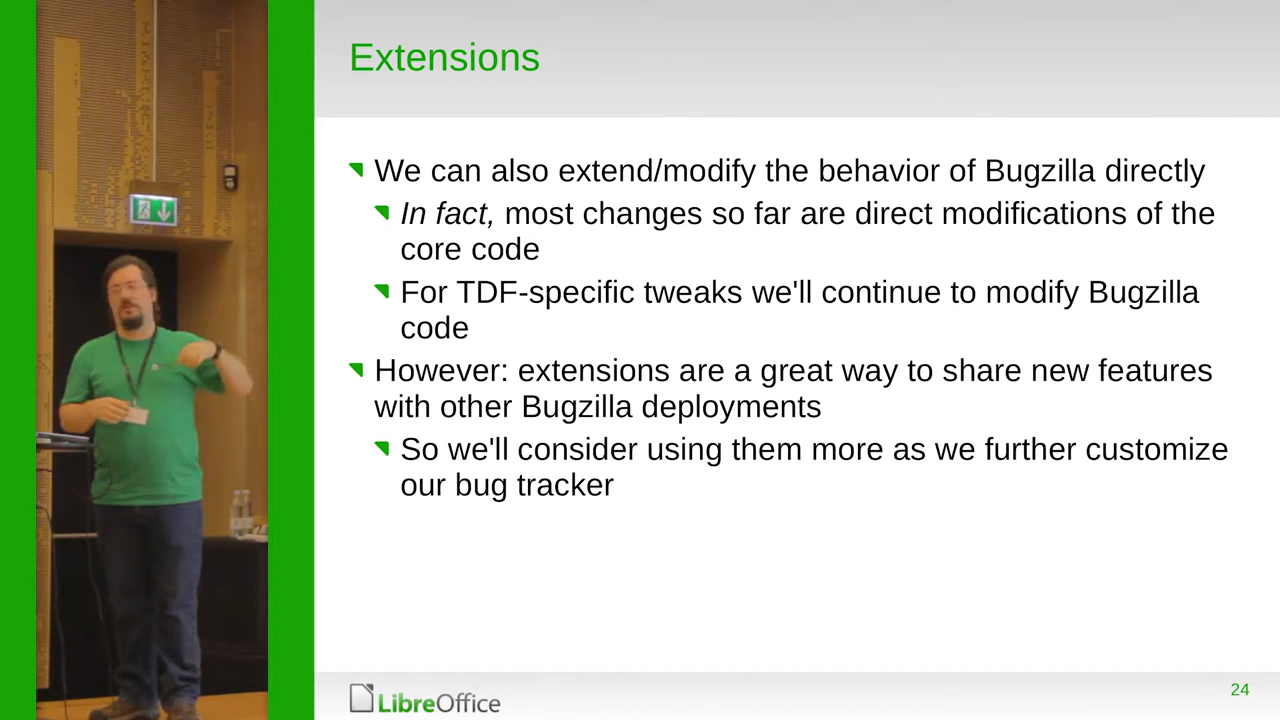 Extensions
We can also extend/modify the behavior of Bugzilla directly
In fact, most changes so far are direct modifications of the
core code
For TDF-specific tweaks we'll continue to modify Bugzilla
code
However: extensions are a great way to share new features
with other Bugzilla deployments
So we'll consider using them more as we further customize
our bug tracker
LibreOffice
24